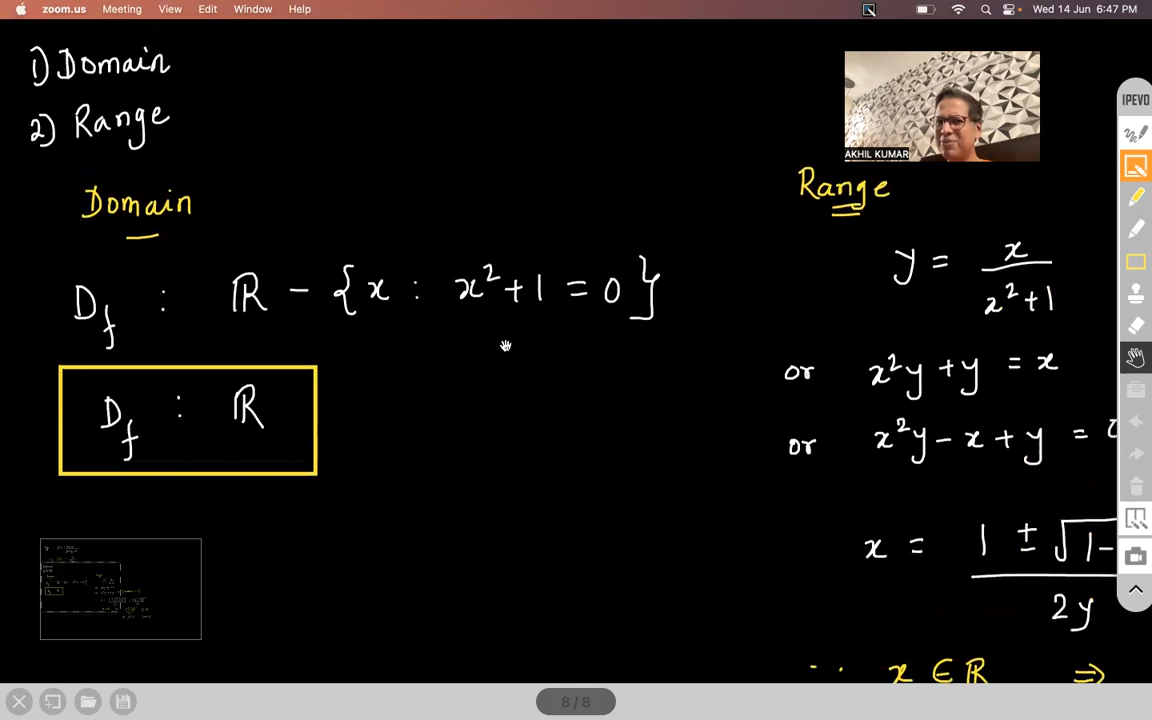 zoom.us Meeting View Edit Window Help Wed 14 Jun 6:47 PM
1) Domain
2) Range
Domain
D_f : ℝ - {x : x²+1 = 0}
D_f : ℝ
AKHIL KUMAR
IPEVO
Range
y = x/(x²+1)
or x²y + y = x
or x²y - x + y = 0
x = (1 ± √1-)/2y
∵ x ∈ ℝ ⇒
8 / 8